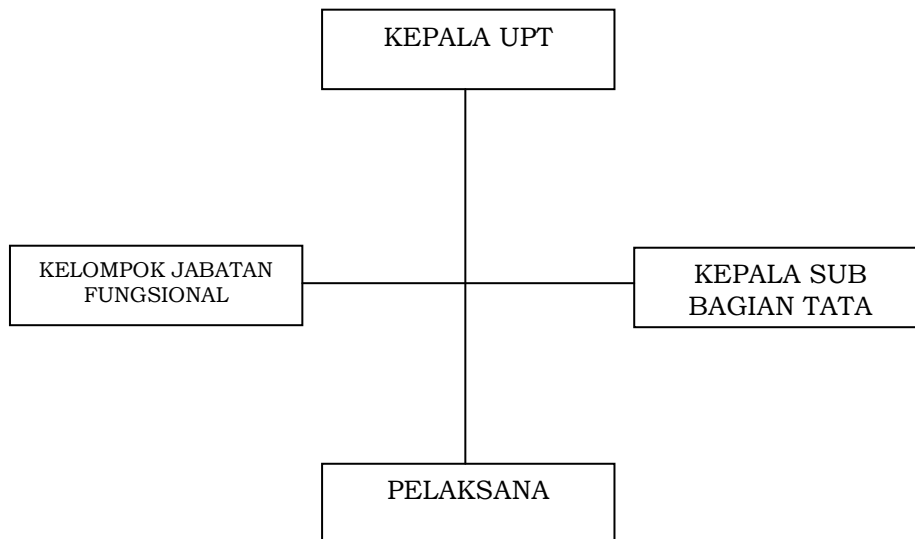 KEPALA UPT
KELOMPOK JABATAN
FUNGSIONAL
KEPALA SUB
BAGIAN TATA
PELAKSANA